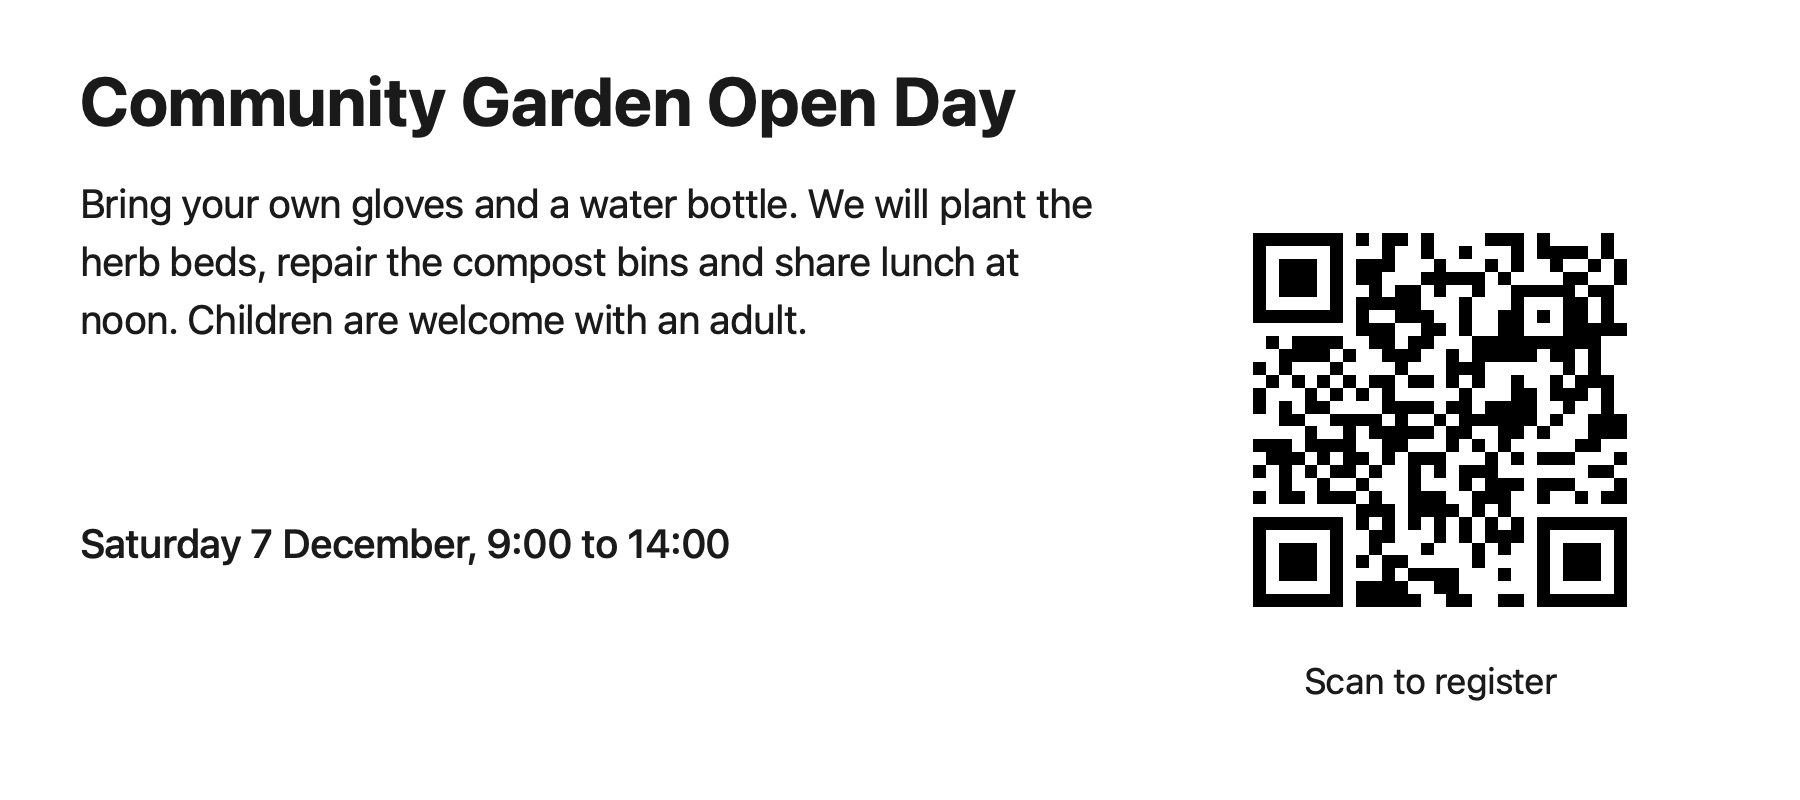 Community Garden Open Day
Bring your own gloves and a water bottle. We will plant the
herb beds, repair the compost bins and share lunch at
noon. Children are welcome with an adult.
Saturday 7 December, 9:00 to 14:00
Scan to register